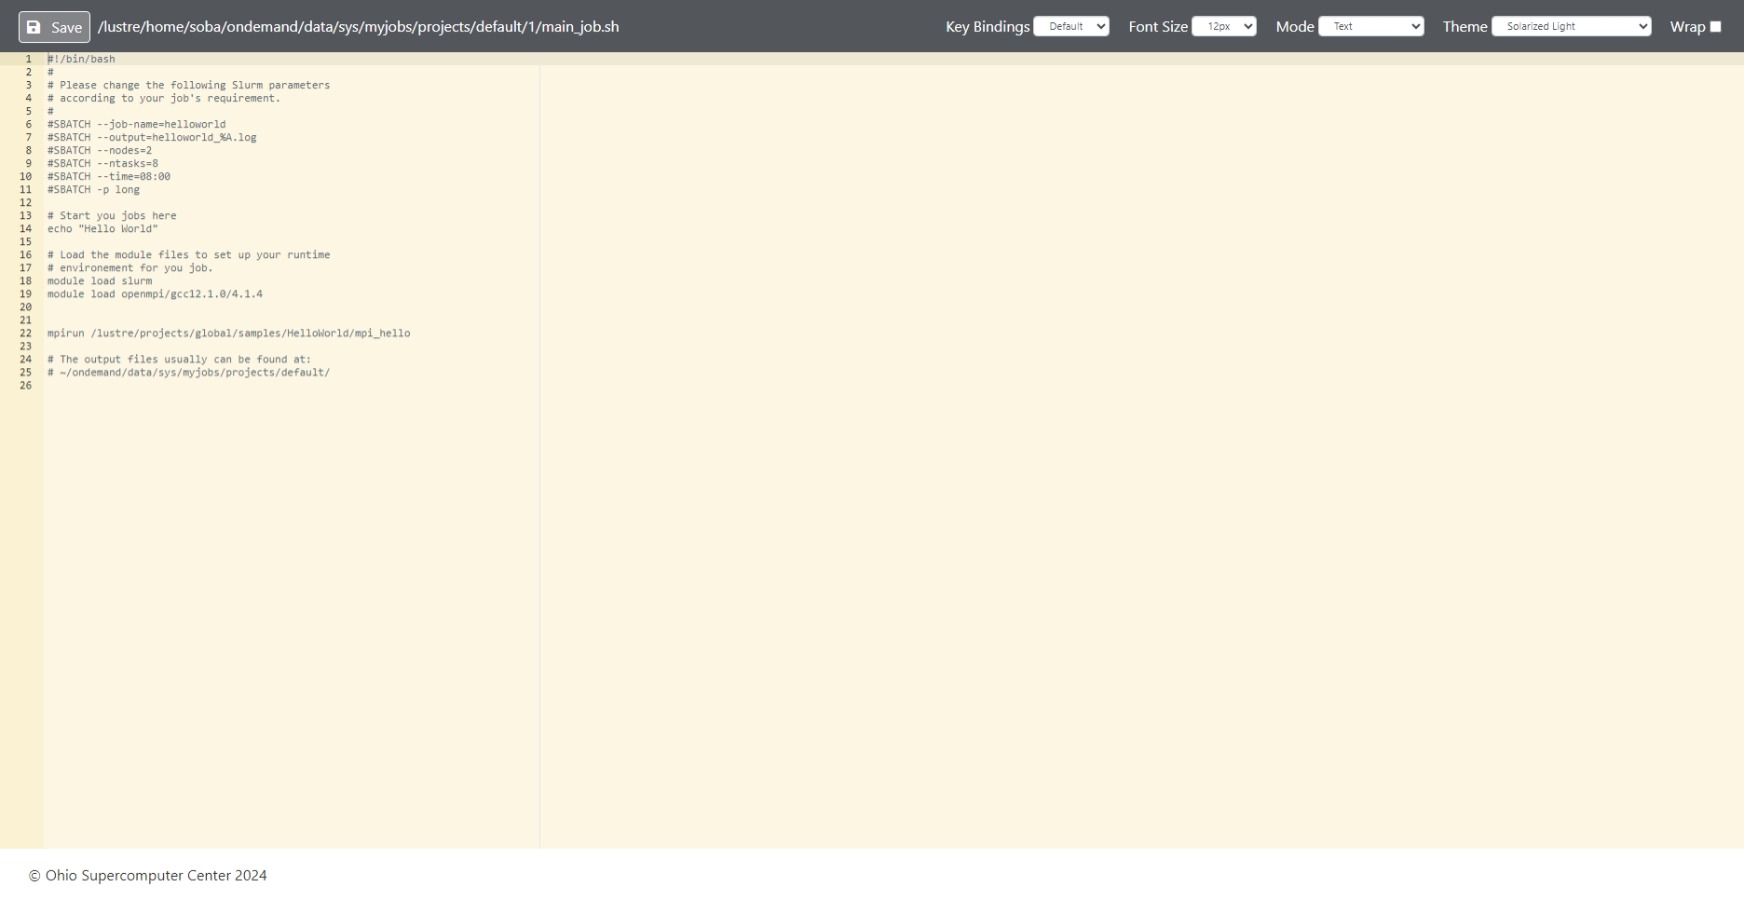 Save /lustre/home/soba/ondemand/data/sys/myjobs/projects/default/1/main_job.sh Key Bindings Default Font Size 12px Mode Text Theme Solarized Light Wrap
1 #!/bin/bash
2 #
3 # Please change the following Slurm parameters
4 # according to your job's requirement.
5 #
6 #SBATCH --job-name=helloworld
7 #SBATCH --output=helloworld_%A.log
8 #SBATCH --nodes=2
9 #SBATCH --ntasks=8
10 #SBATCH --time=08:00
11 #SBATCH -p long
12
13 # Start you jobs here
14 echo "Hello World"
15
16 # Load the module files to set up your runtime
17 # environement for you job.
18 module load slurm
19 module load openmpi/gcc12.1.0/4.1.4
20
21
22 mpirun /lustre/projects/global/samples/HelloWorld/mpi_hello
23
24 # The output files usually can be found at:
25 # ~/ondemand/data/sys/myjobs/projects/default/
26
© Ohio Supercomputer Center 2024